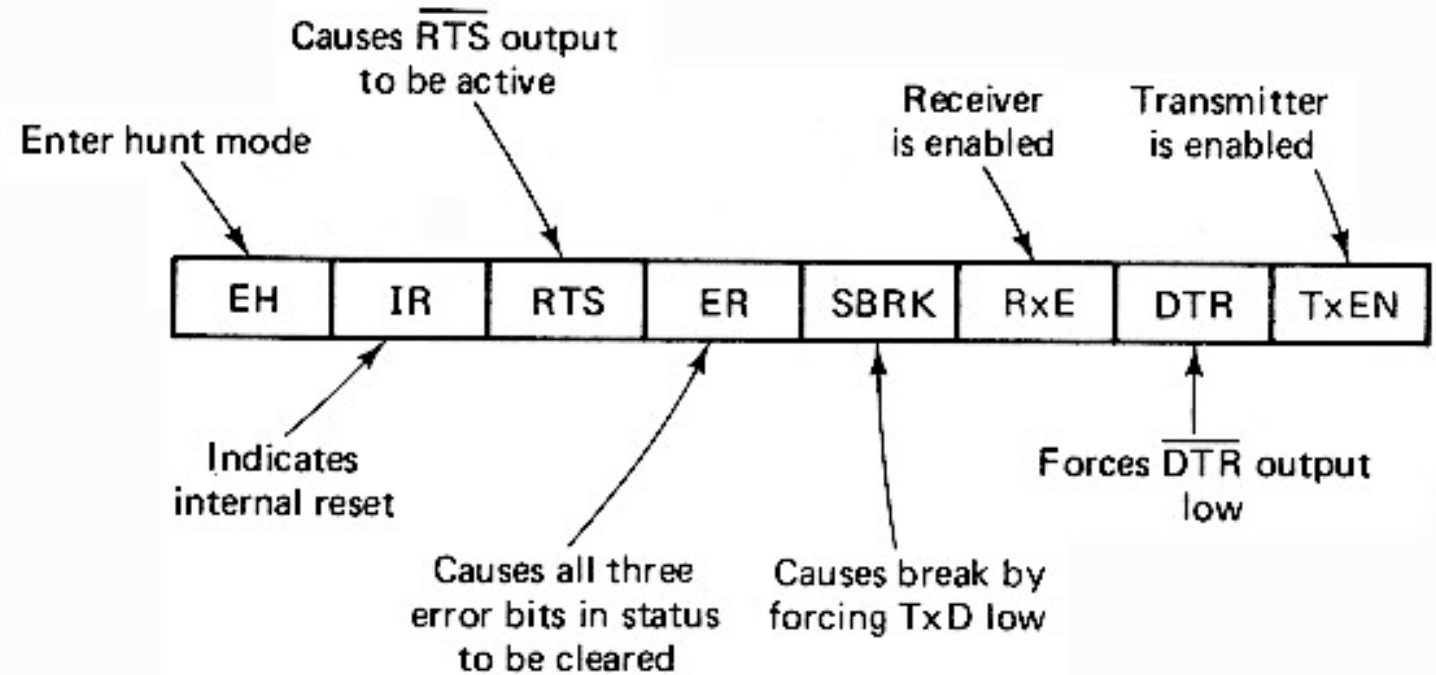 Causes R̅T̅S̅ output
to be active
Enter hunt mode
Receiver
is enabled
Transmitter
is enabled
EH IR RTS ER SBRK RxE DTR TxEN
Indicates
internal reset
Causes all three
error bits in status
to be cleared
Causes break by
forcing TxD low
Forces D̅T̅R̅ output
low